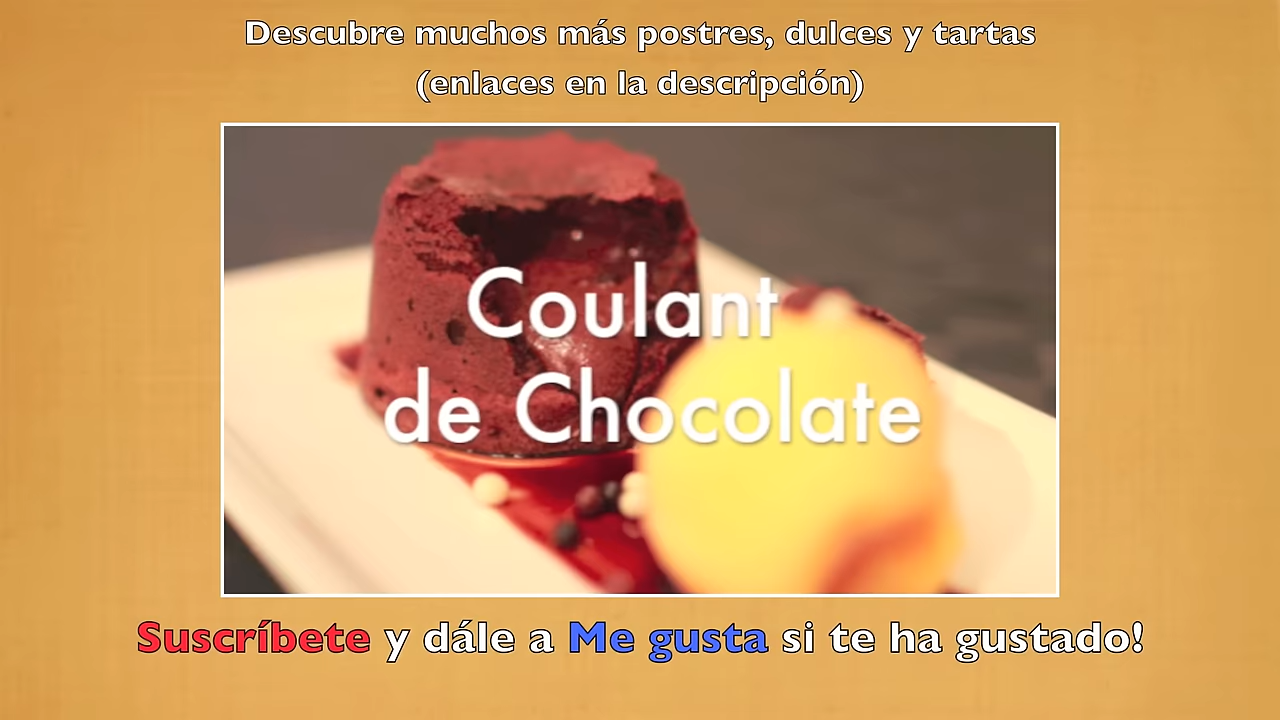 Descubre muchos más postres, dulces y tartas
(enlaces en la descripción)
Coulant
de Chocolate
Suscríbete y dále a Me gusta si te ha gustado!